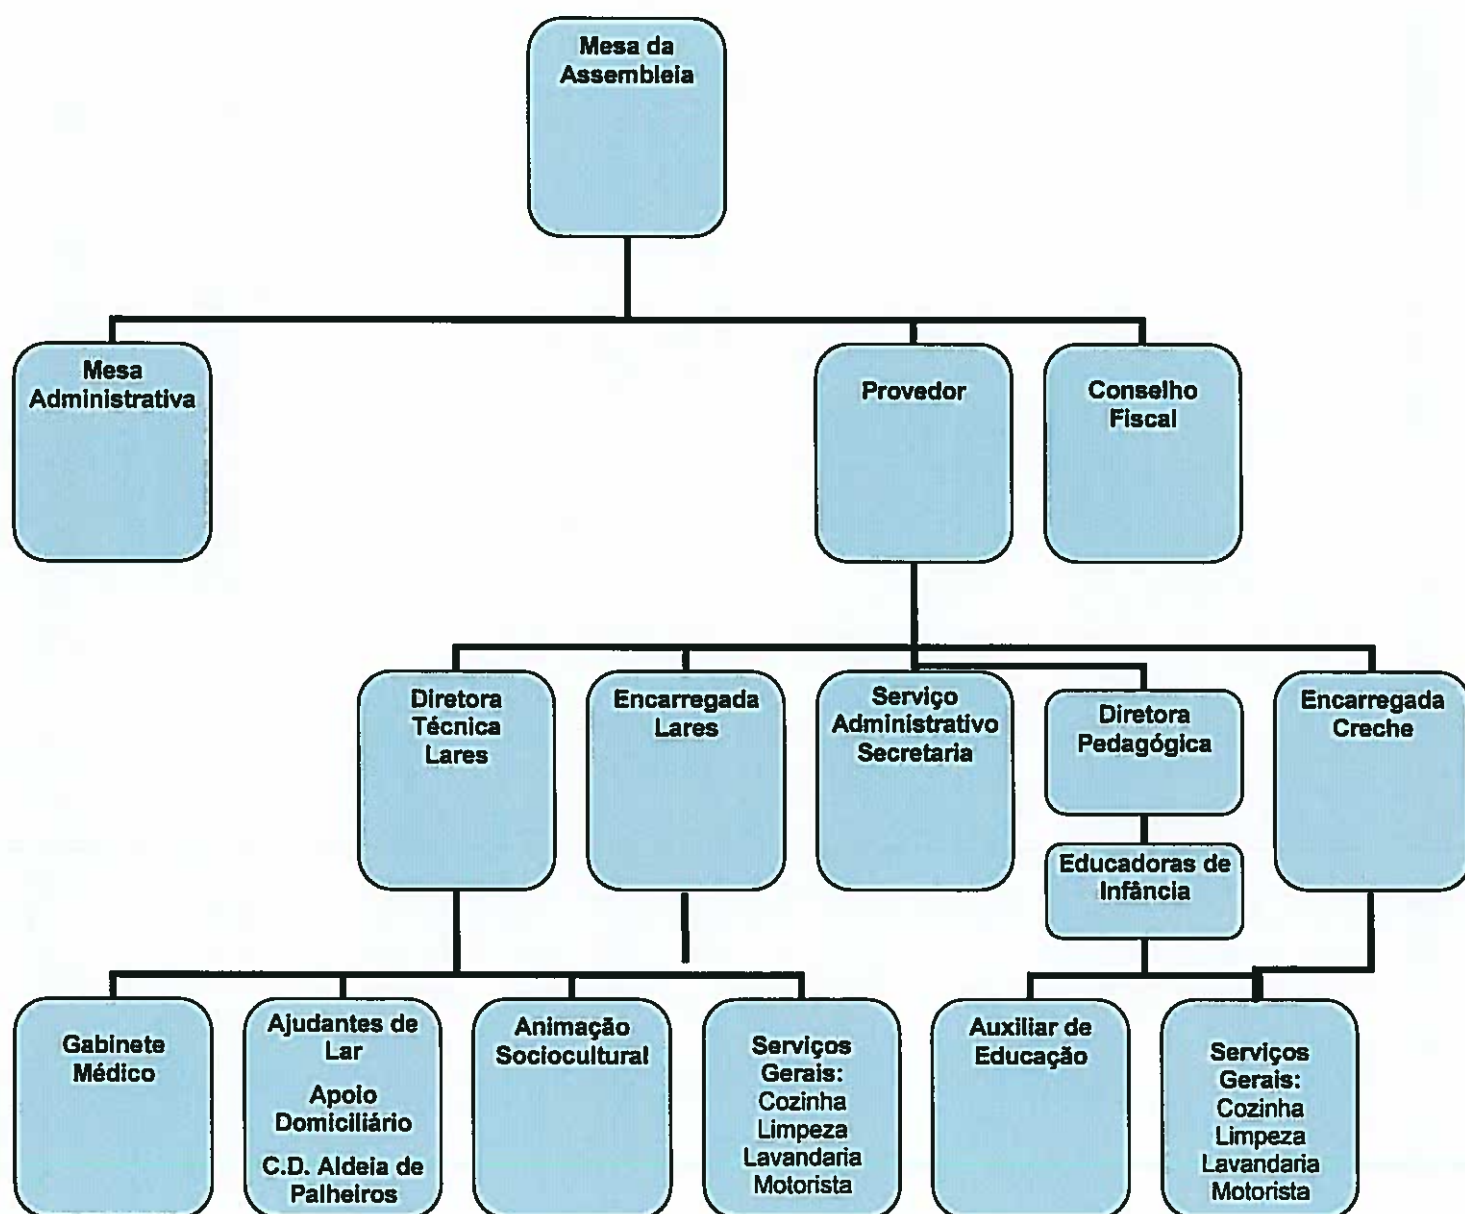 Mesa da
Assembleia
Mesa
Administrativa
Provedor
Conselho
Fiscal
Diretora
Técnica
Lares
Encarregada
Lares
Serviço
Administrativo
Secretaria
Diretora
Pedagógica
Encarregada
Creche
Educadoras de
Infância
Gabinete
Médico
Ajudantes de
Lar
Apoio
Domiciliário
C.D. Aldeia de
Palheiros
Animação
Sociocultural
Serviços
Gerais:
Cozinha
Limpeza
Lavandaria
Motorista
Auxiliar de
Educação
Serviços
Gerais:
Cozinha
Limpeza
Lavandaria
Motorista